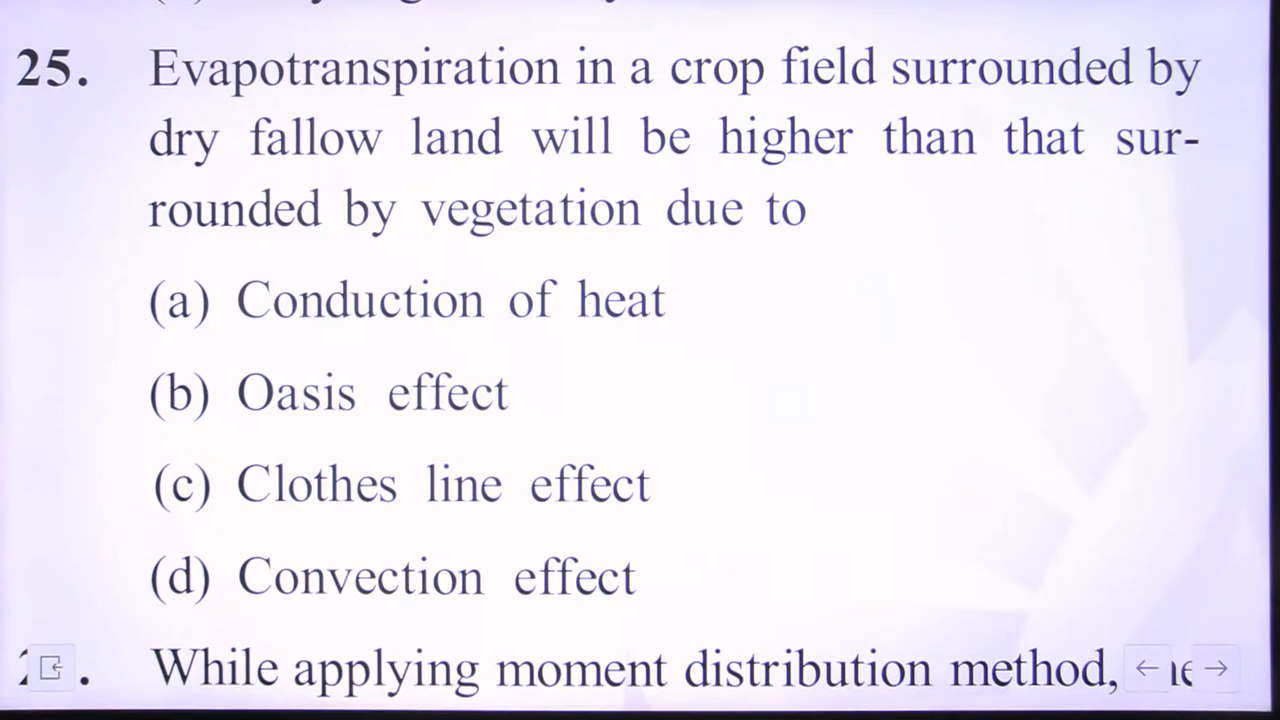 25. Evapotranspiration in a crop field surrounded by
dry fallow land will be higher than that sur-
rounded by vegetation due to
(a) Conduction of heat
(b) Oasis effect
(c) Clothes line effect
(d) Convection effect
While applying moment distribution method,